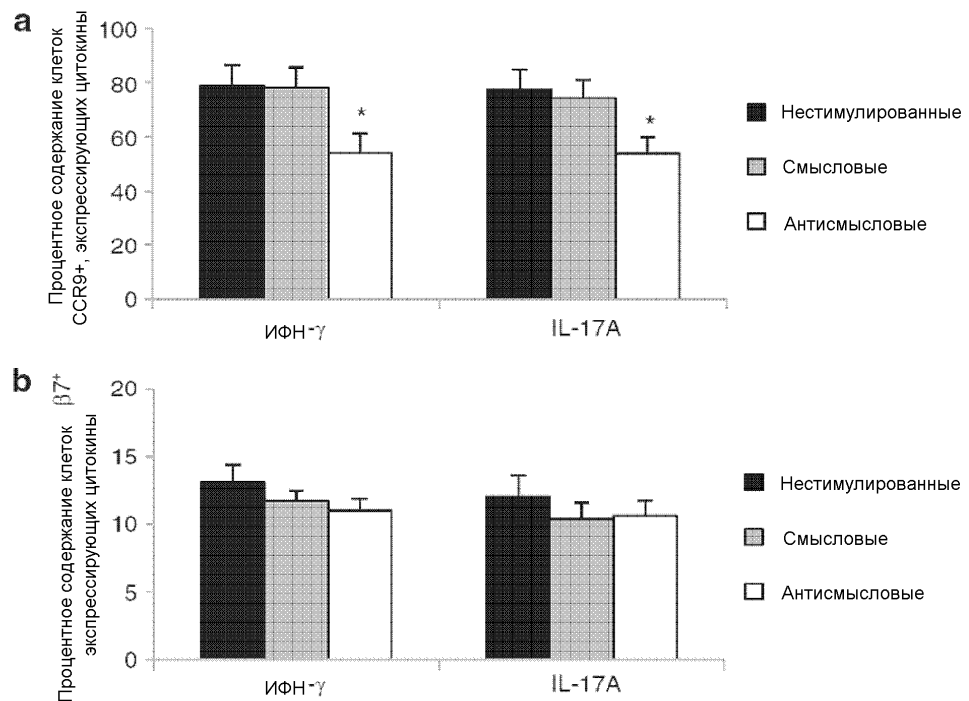 a
Процентное содержание клеток
CCR9+, экспрессирующих цитокины
100
80
60
40
20
0
*
*
ИФН-γ
IL-17A
Нестимулированные
Смысловые
Антисмысловые
b
Процентное содержание клеток β7+
экспрессирующих цитокины
20
15
10
5
0
ИФН-γ
IL-17A
Нестимулированные
Смысловые
Антисмысловые